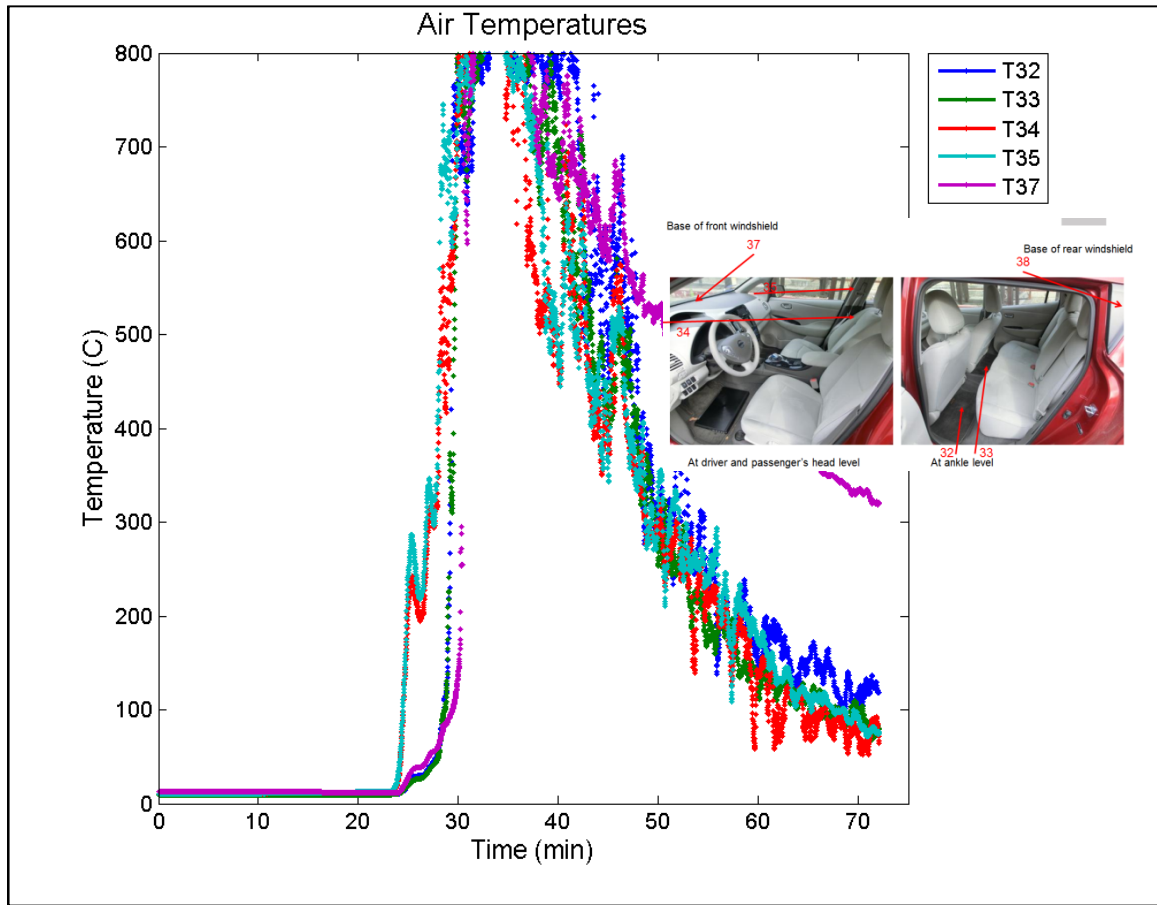 Air Temperatures
800
700
600
500
400
300
200
100
0
Temperature (C)
0
10
20
30
40
50
60
70
Time (min)
T32
T33
T34
T35
T37
Base of front windshield
37
35
34
At driver and passenger's head level
Base of rear windshield
38
32
33
At ankle level